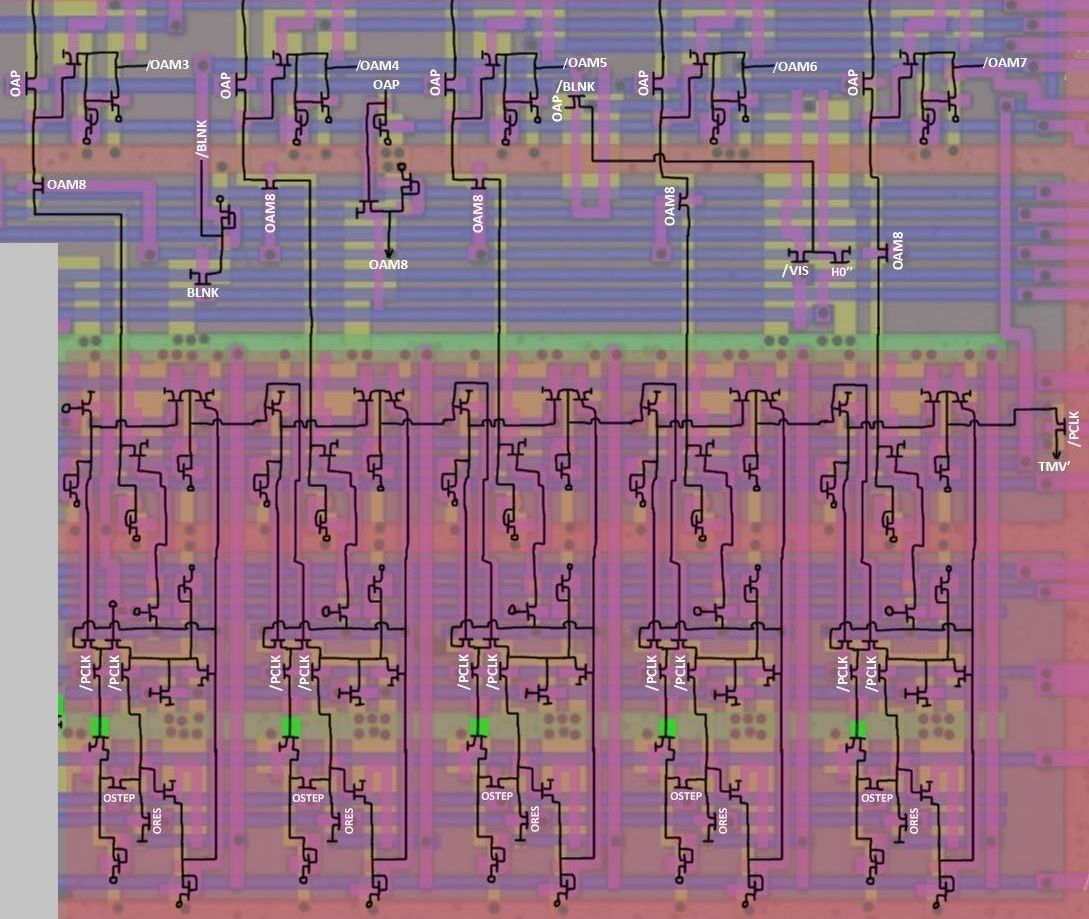 /OAM3
/OAM4
/OAM5
/OAM6
/OAM7
OAP
OAP
OAP
/BLNK
OAP
OAP
OAP
OAP
/BLNK
OAM8
OAM8
OAM8
OAM8
OAM8
OAM8
/VIS
H0''
BLNK
/PCLK
TMV'
/PCLK
/PCLK
/PCLK
/PCLK
/PCLK
/PCLK
/PCLK
/PCLK
/PCLK
/PCLK
OSTEP
ORES
OSTEP
ORES
OSTEP
ORES
OSTEP
ORES
OSTEP
ORES